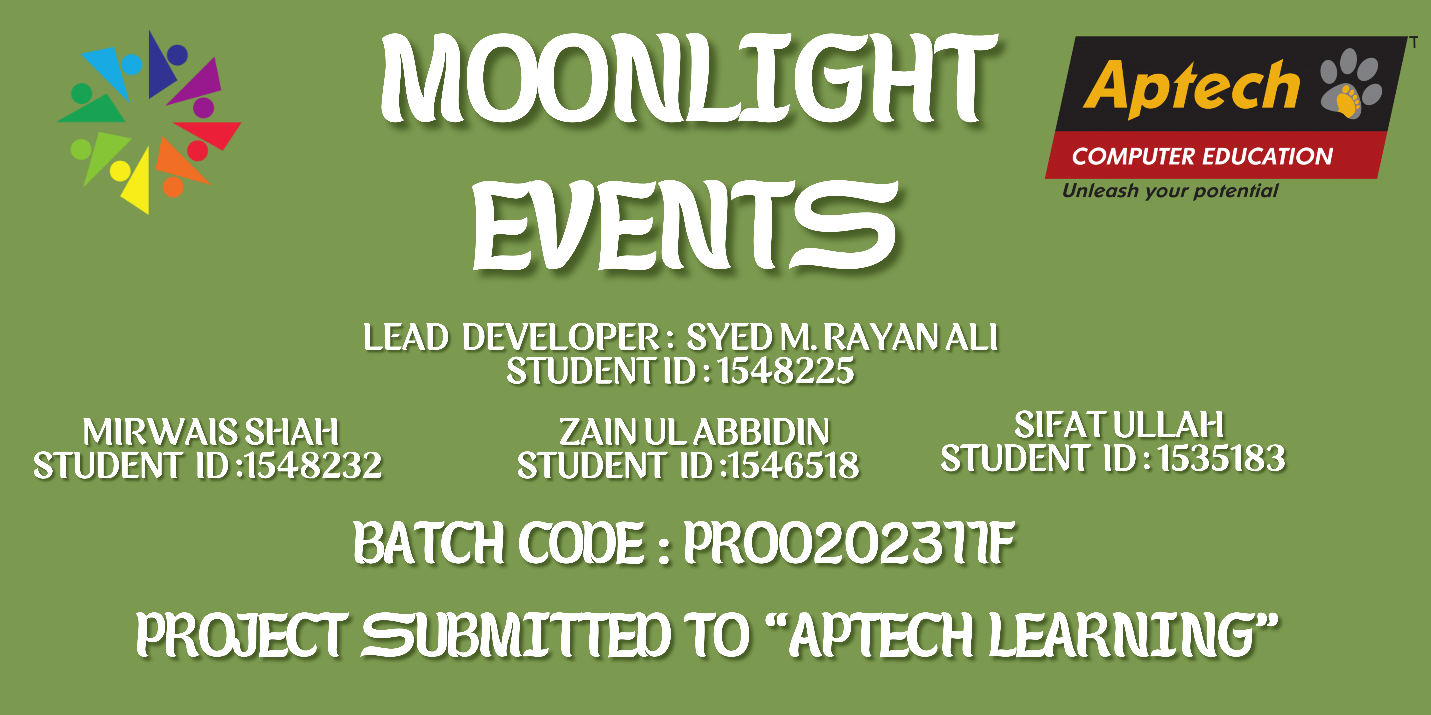 MOONLIGHT
EVENTS
Aptech
T
COMPUTER EDUCATION
Unleash your potential
LEAD DEVELOPER : SYED M. RAYAN ALI
STUDENT ID : 1548225
MIRWAIS SHAH
STUDENT ID :1548232
ZAIN UL ABBIDIN
STUDENT ID :1546518
SIFAT ULLAH
STUDENT ID : 1535183
BATCH CODE : PR00202311F
PROJECT SUBMITTED TO “APTECH LEARNING”